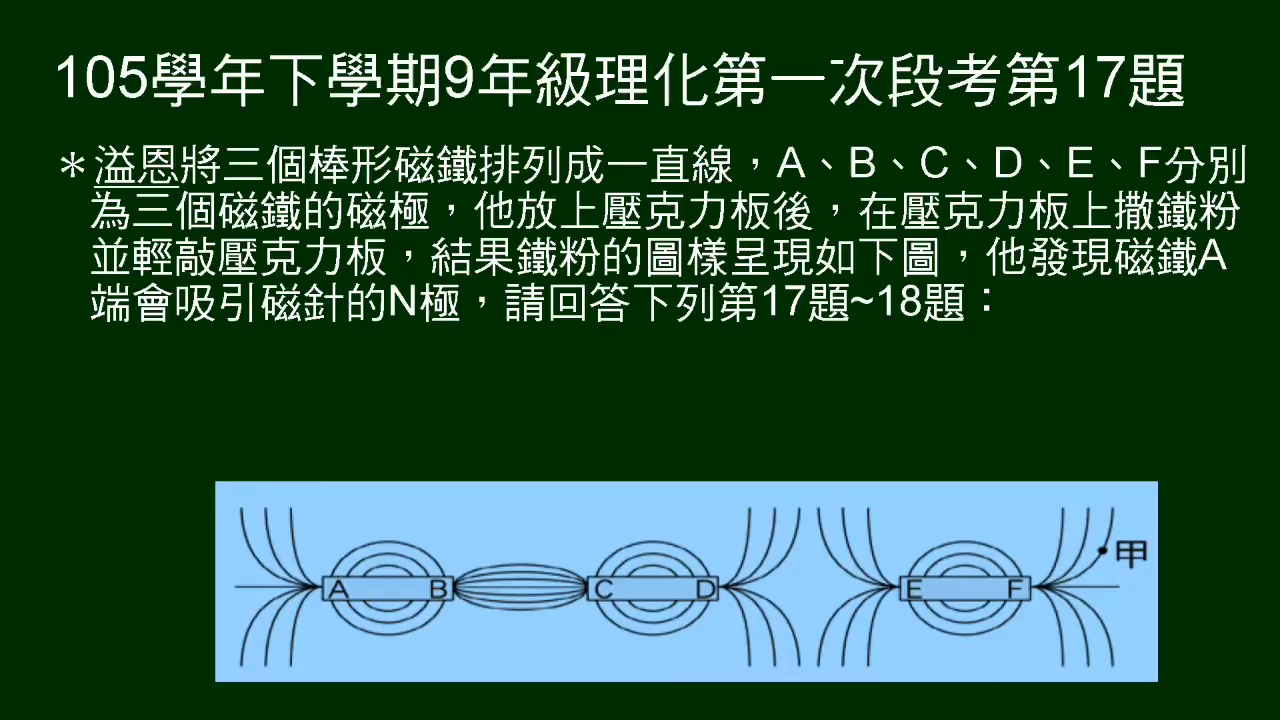 105學年下學期9年級理化第一次段考第17題
＊溢恩將三個棒形磁鐵排列成一直線，A、B、C、D、E、F分別
為三個磁鐵的磁極，他放上壓克力板後，在壓克力板上撒鐵粉
並輕敲壓克力板，結果鐵粉的圖樣呈現如下圖，他發現磁鐵A
端會吸引磁針的N極，請回答下列第17題~18題：
甲
A B C D E F